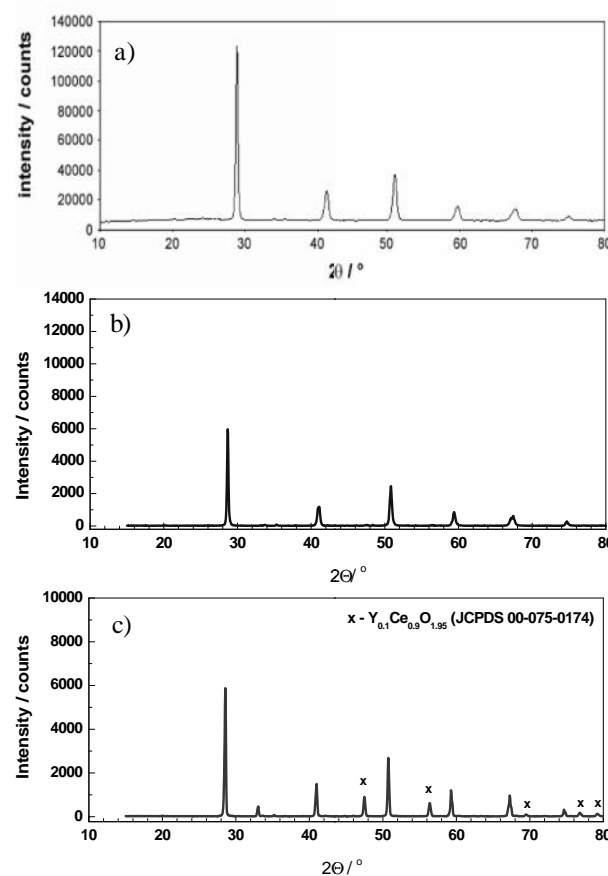 a)
intensity / counts
140000
120000
100000
80000
60000
40000
20000
0
10 20 30 40 50 60 70 80
2θ / °
b)
Intensity / counts
14000
12000
10000
8000
6000
4000
2000
0
10 20 30 40 50 60 70 80
2Θ/ °
c)
x - Y0.1Ce0.9O1.95 (JCPDS 00-075-0174)
Intensity / counts
10000
8000
6000
4000
2000
0
x x x x x
10 20 30 40 50 60 70 80
2Θ/ °